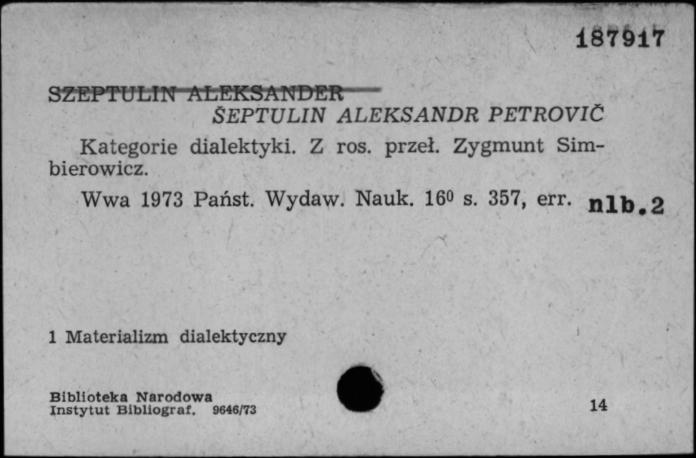 187917
SZEPTULIN ALEKSANDER
ŠEPTULIN ALEKSANDR PETROVIČ
Kategorie dialektyki. Z ros. przeł. Zygmunt Sim-
bierowicz.
Wwa 1973 Państ. Wydaw. Nauk. 16⁰ s. 357, err. nlb.2
1 Materializm dialektyczny
Biblioteka Narodowa
Instytut Bibliograf. 9646/73
14